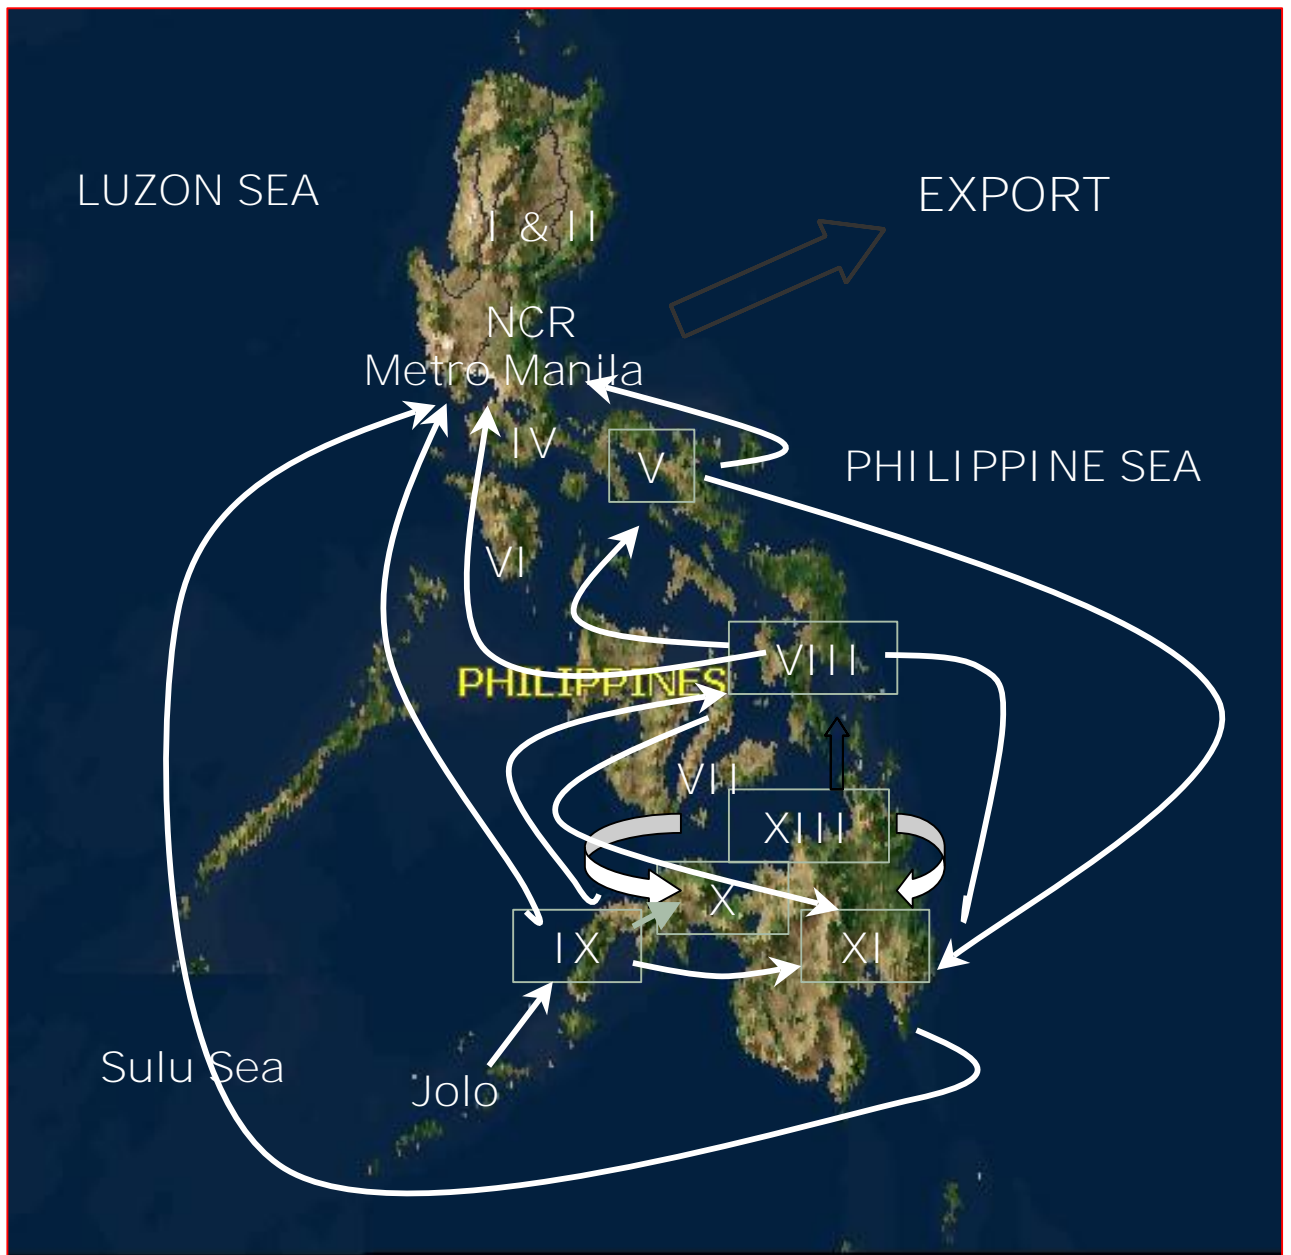 LUZON SEA
EXPORT
I & II
NCR
Metro Manila
IV
V
PHILIPPINE SEA
VI
VIII
PHILIPPINES
VII
XIII
X
IX
XI
Sulu Sea
Jolo